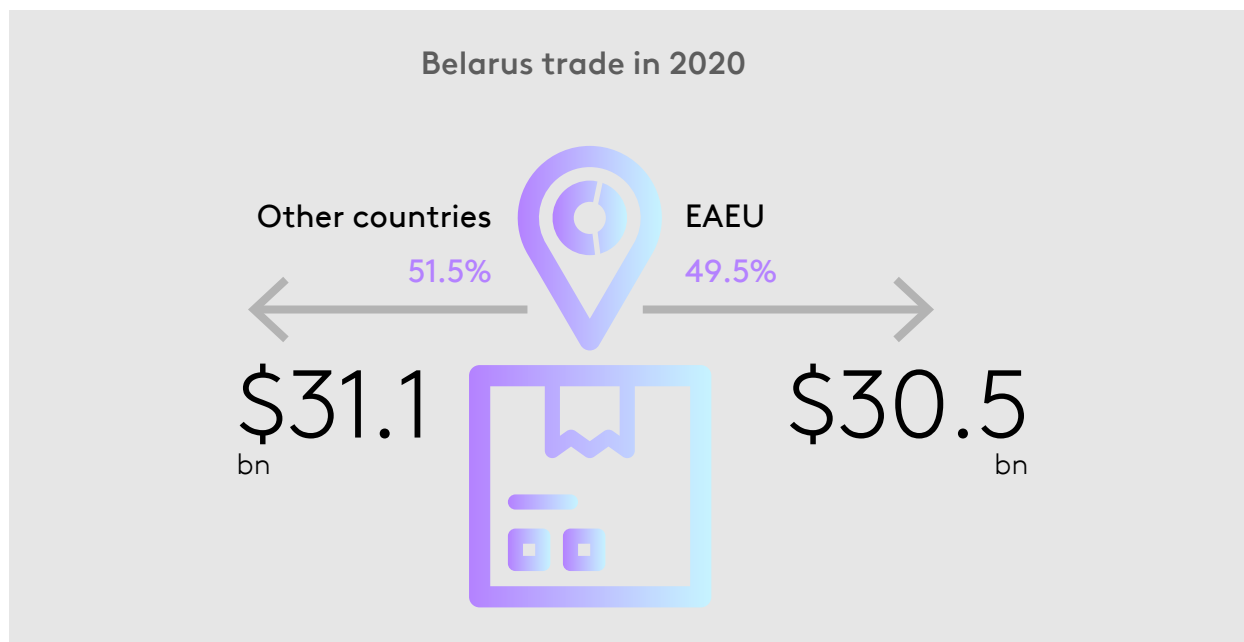 Belarus trade in 2020
Other countries
51.5%
EAEU
49.5%
$31.1
bn
$30.5
bn